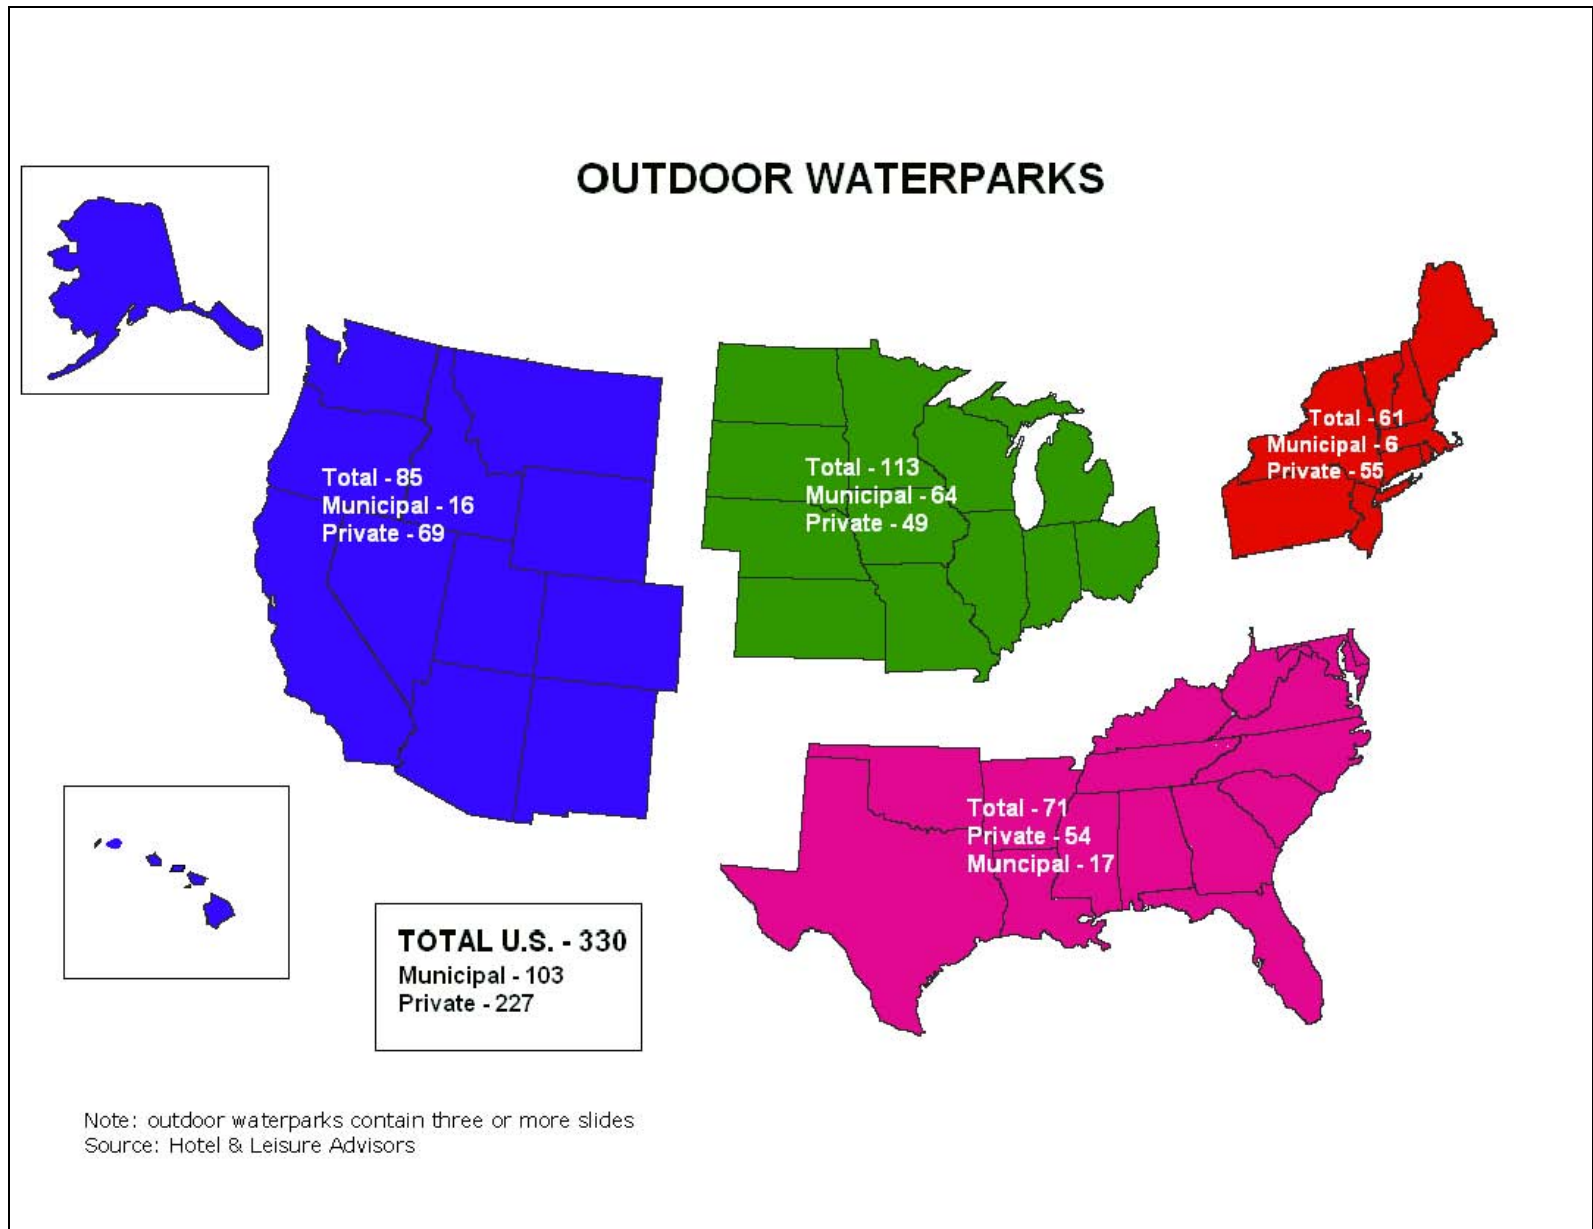 OUTDOOR WATERPARKS
Total - 61
Municipal - 6
Private - 55
Total - 85
Municipal - 16
Private - 69
Total - 113
Municipal - 64
Private - 49
Total - 71
Private - 54
Muncipal - 17
TOTAL U.S. - 330
Municipal - 103
Private - 227
Note: outdoor waterparks contain three or more slides
Source: Hotel & Leisure Advisors